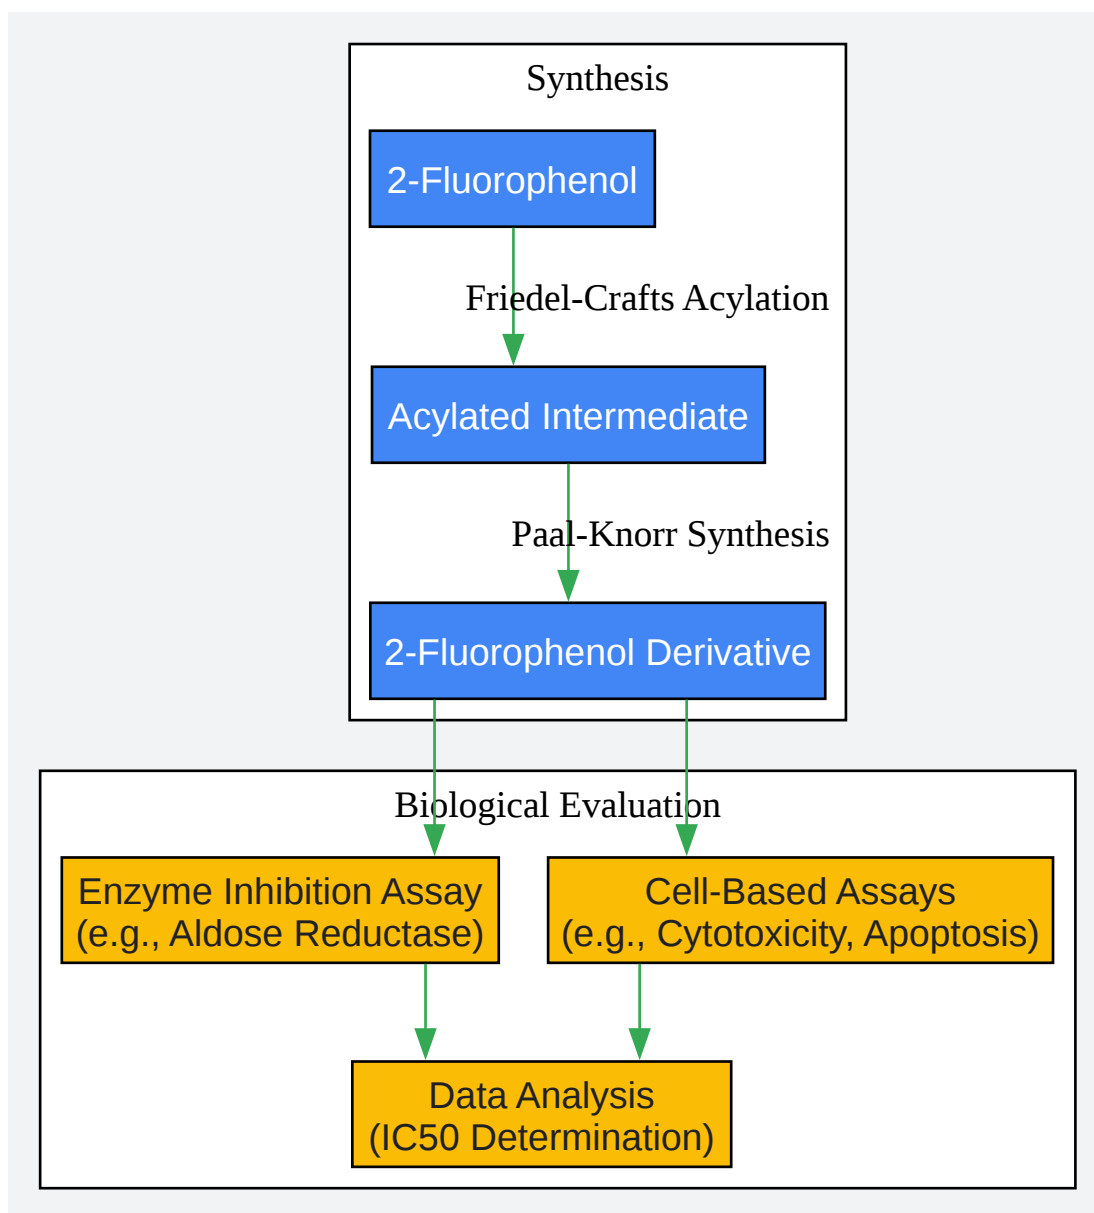 Synthesis
2-Fluorophenol
Friedel-Crafts Acylation
Acylated Intermediate
Paal-Knorr Synthesis
2-Fluorophenol Derivative
Biological Evaluation
Enzyme Inhibition Assay
(e.g., Aldose Reductase)
Cell-Based Assays
(e.g., Cytotoxicity, Apoptosis)
Data Analysis
(IC50 Determination)